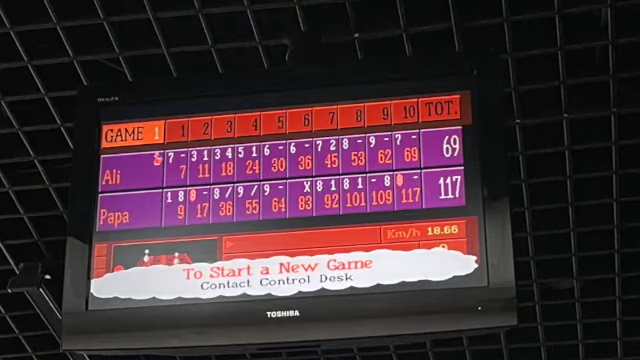 GAME 1 1 2 3 4 5 6 7 8 9 10 TOT.
7 - 3 1 3 4 5 1 6 - 6 - 7 2 8 - 9 - 7 -
Ali 7 11 18 24 30 36 45 53 62 69 69
1 8 8 - 8 / 9 / 9 - X 8 1 8 1 - 8 8 -
Papa 9 17 36 55 64 83 92 101 109 117 117
Km/h 18.66
To Start a New Game
Contact Control Desk
TOSHIBA